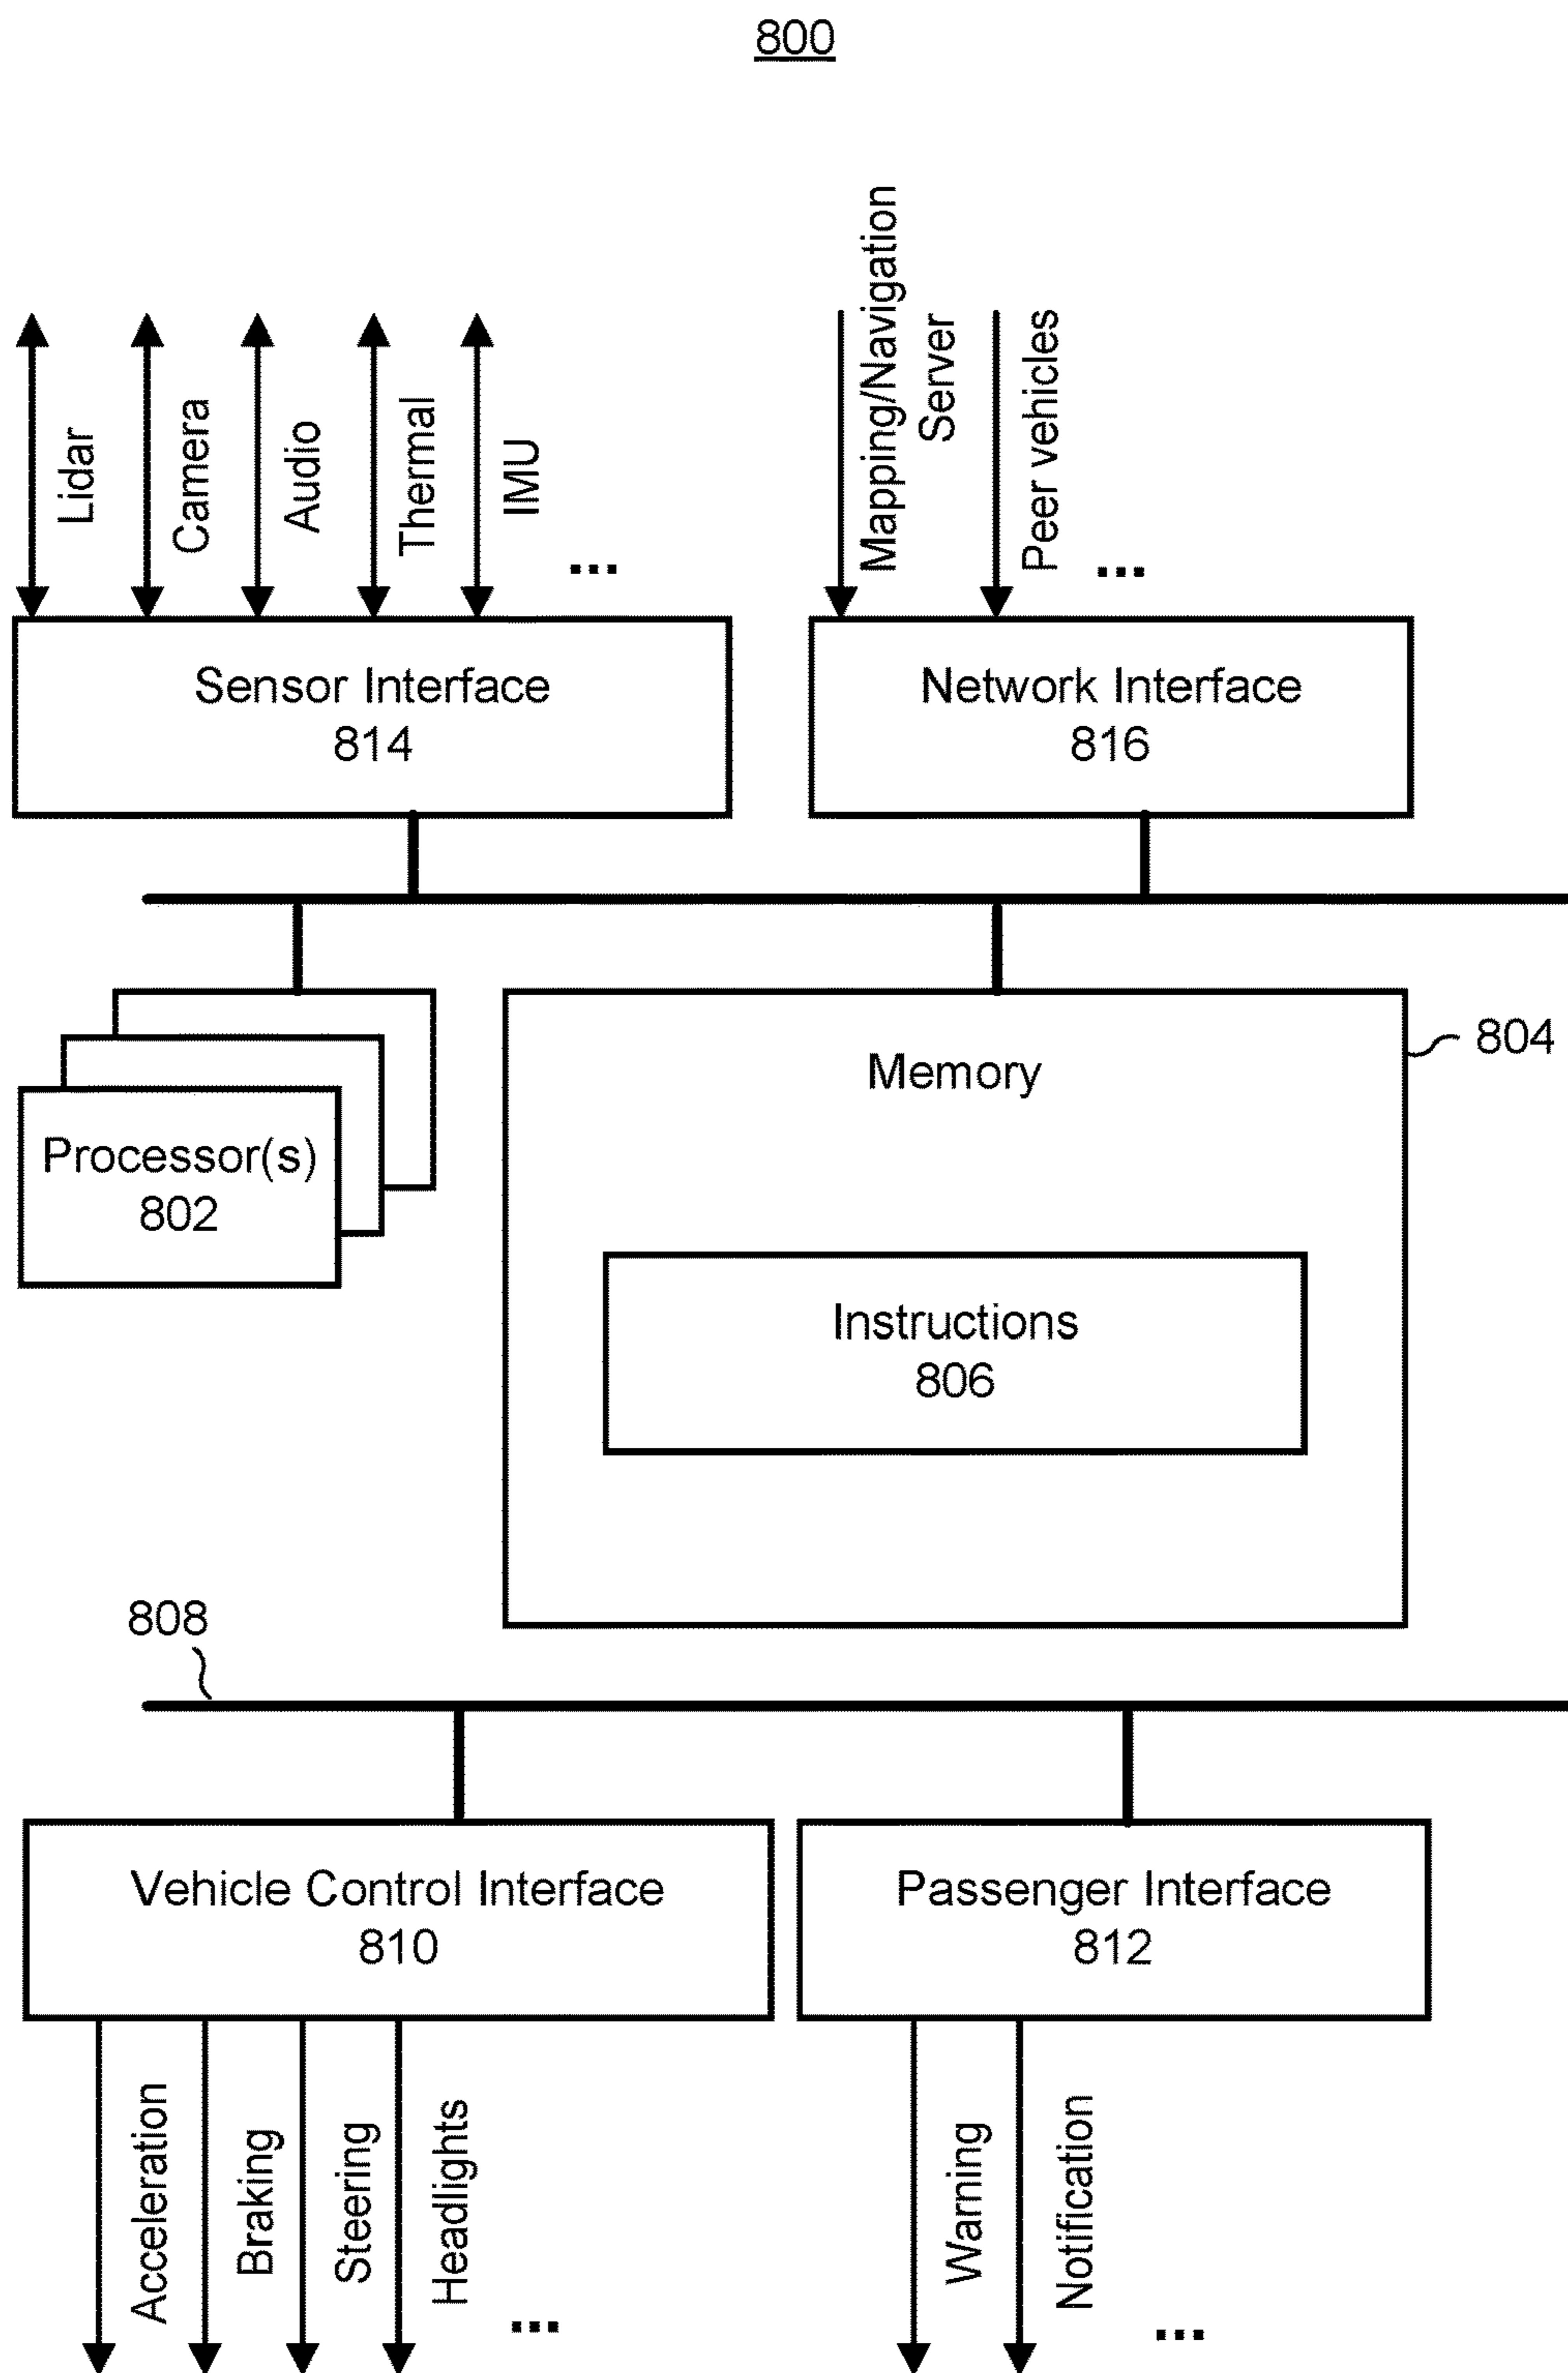 800
Lidar
Camera
Audio
Thermal
IMU
...
Mapping/Navigation
Server
Peer vehicles
...
Sensor Interface
814
Network Interface
816
Processor(s)
802
Memory
804
Instructions
806
808
Vehicle Control Interface
810
Passenger Interface
812
Acceleration
Braking
Steering
Headlights
...
Warning
Notification
...